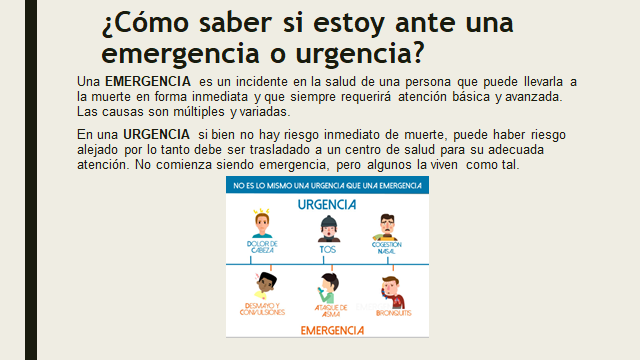 ¿Cómo saber si estoy ante una
emergencia o urgencia?
Una EMERGENCIA es un incidente en la salud de una persona que puede llevarla a
la muerte en forma inmediata y que siempre requerirá atención básica y avanzada.
Las causas son múltiples y variadas.
En una URGENCIA si bien no hay riesgo inmediato de muerte, puede haber riesgo
alejado por lo tanto debe ser trasladado a un centro de salud para su adecuada
atención. No comienza siendo emergencia, pero algunos la viven como tal.
NO ES LO MISMO UNA URGENCIA QUE UNA EMERGENCIA
URGENCIA
DOLOR DE
CABEZA
TOS
COGESTION
NASAL
DESMAYO Y
CONVULSIONES
ATAQUE DE
ASMA
BRONQUITIS
EMERGENCIA